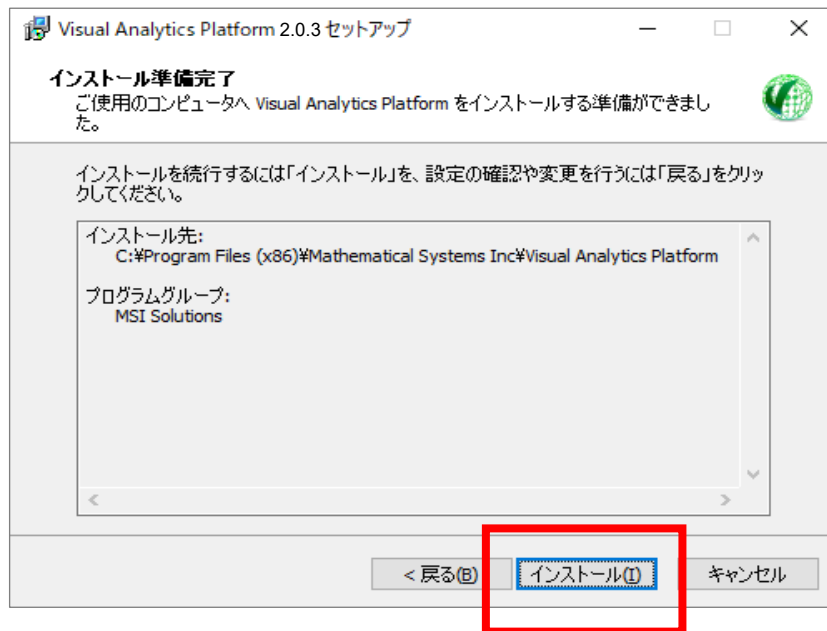 Visual Analytics Platform 2.0.3 セットアップ
インストール準備完了
ご使用のコンピュータへ Visual Analytics Platform をインストールする準備ができまし
た。
インストールを続行するには「インストール」を、設定の確認や変更を行うには「戻る」をクリッ
クしてください。
インストール先:
C:¥Program Files (x86)¥Mathematical Systems Inc¥Visual Analytics Platform
プログラムグループ:
MSI Solutions
< 戻る(B)
インストール(I)
キャンセル